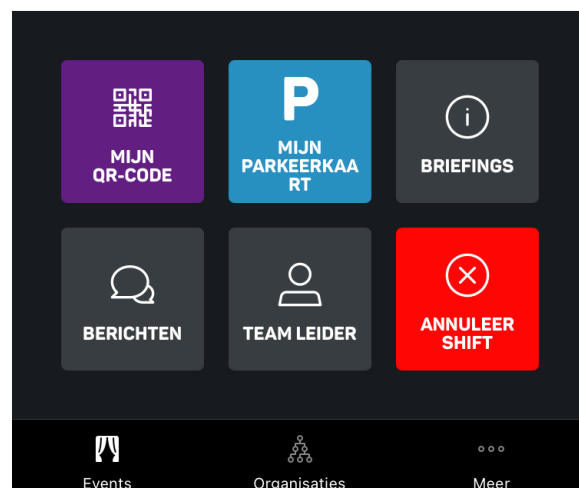 MIJN
QR-CODE
P
MIJN
PARKEERKAA
RT
BRIEFINGS
BERICHTEN
TEAM LEIDER
ANNULEER
SHIFT
Events
Organisaties
Meer